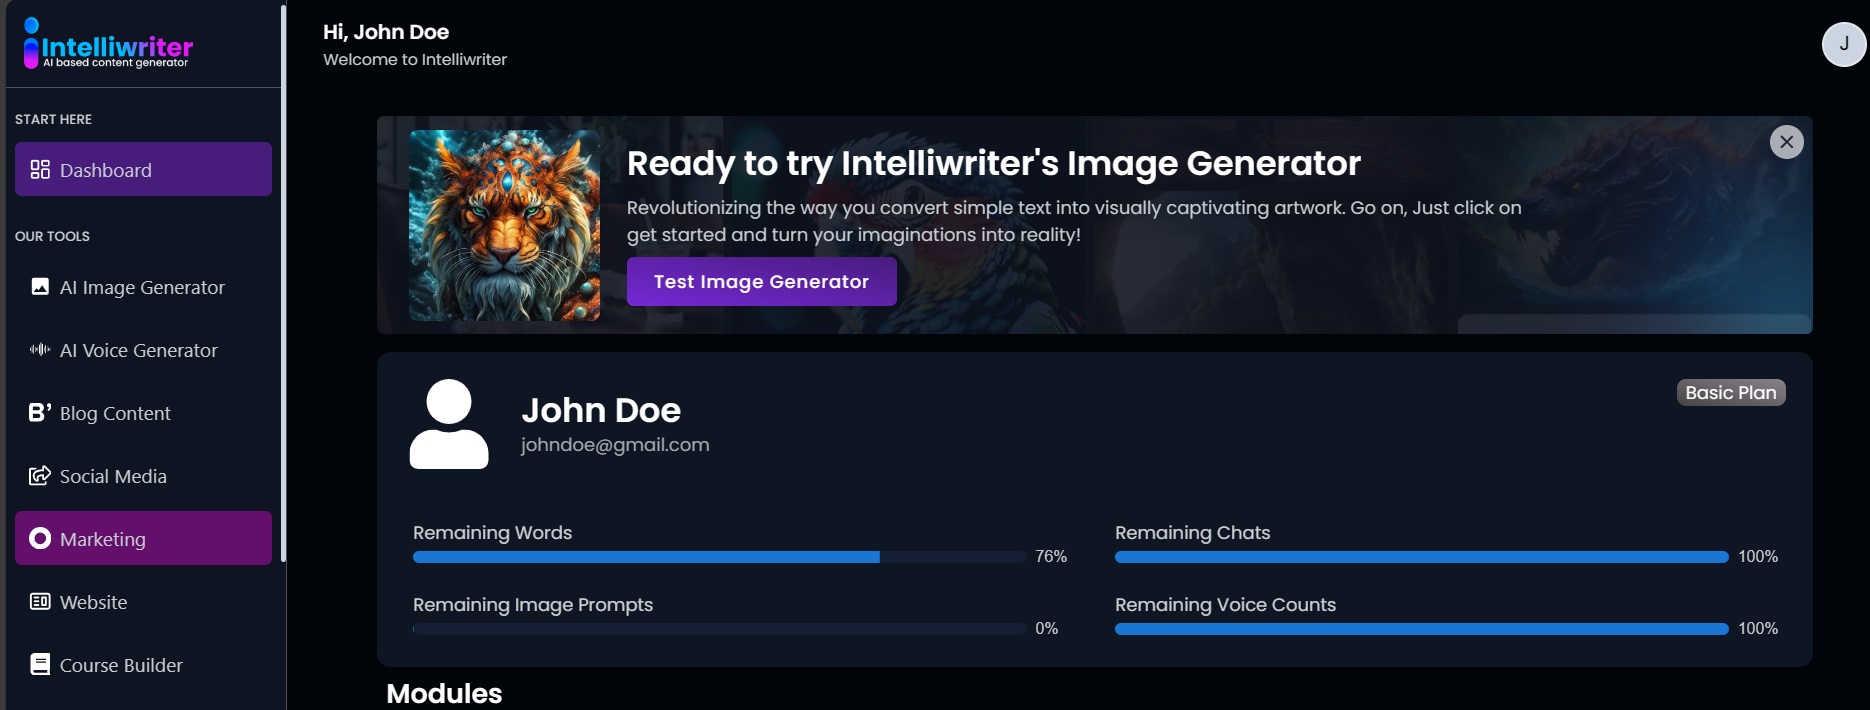 Intelliwriter
AI based content generator
START HERE
Dashboard
OUR TOOLS
AI Image Generator
AI Voice Generator
Blog Content
Social Media
Marketing
Website
Course Builder
Hi, John Doe
Welcome to Intelliwriter
J
Ready to try Intelliwriter's Image Generator
Revolutionizing the way you convert simple text into visually captivating artwork. Go on, Just click on
get started and turn your imaginations into reality!
Test Image Generator
John Doe
johndoe@gmail.com
Basic Plan
Remaining Words
76%
Remaining Chats
100%
Remaining Image Prompts
0%
Remaining Voice Counts
100%
Modules